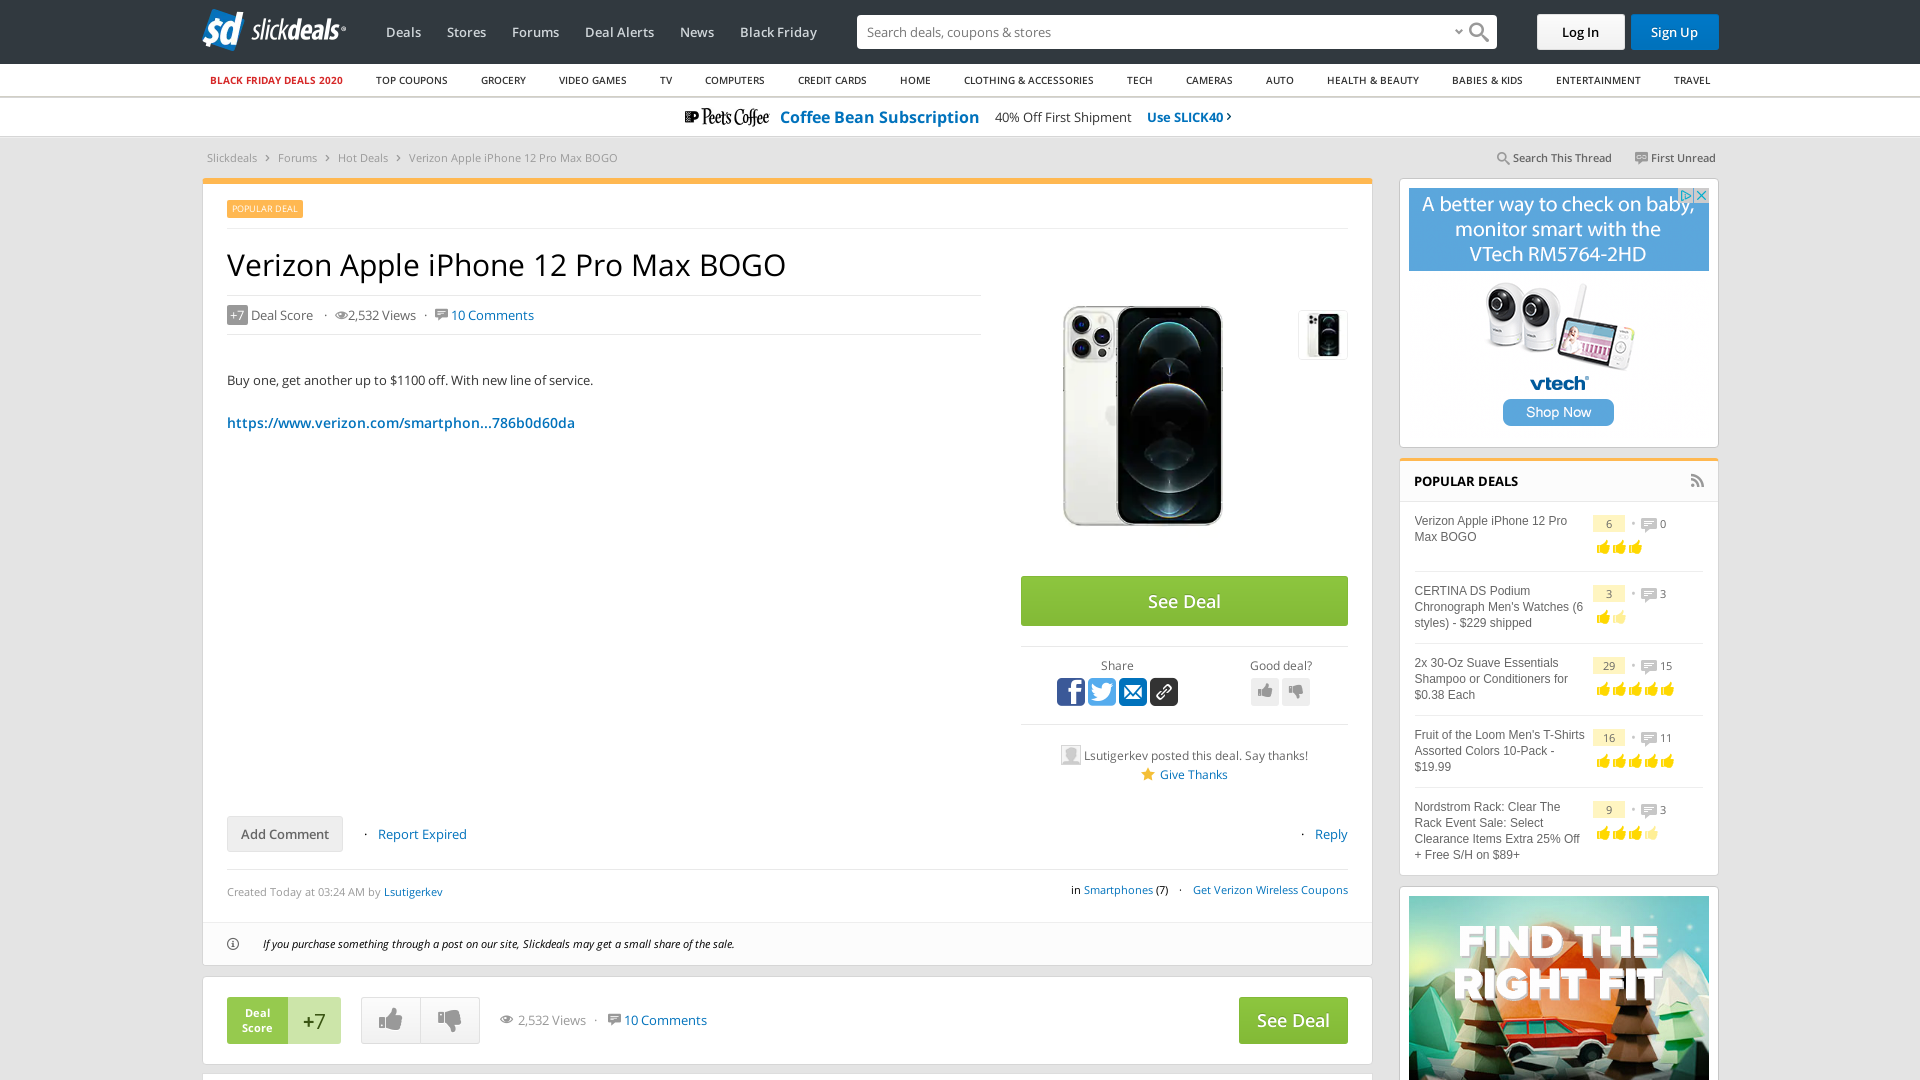 sd slickdeals®
Deals
Stores
Forums
Deal Alerts
News
Black Friday
Search deals, coupons & stores
Log In
Sign Up
BLACK FRIDAY DEALS 2020
TOP COUPONS
GROCERY
VIDEO GAMES
TV
COMPUTERS
CREDIT CARDS
HOME
CLOTHING & ACCESSORIES
TECH
CAMERAS
AUTO
HEALTH & BEAUTY
BABIES & KIDS
ENTERTAINMENT
TRAVEL
Peet's Coffee Coffee Bean Subscription 40% Off First Shipment Use SLICK40 ›
Slickdeals › Forums › Hot Deals › Verizon Apple iPhone 12 Pro Max BOGO
Search This Thread
First Unread
POPULAR DEAL
Verizon Apple iPhone 12 Pro Max BOGO
+7 Deal Score · 2,532 Views · 10 Comments
Buy one, get another up to $1100 off. With new line of service.
https://www.verizon.com/smartphon...786b0d60da
See Deal
Share
Good deal?
Lsutigerkev posted this deal. Say thanks!
Give Thanks
Add Comment · Report Expired
· Reply
Created Today at 03:24 AM by Lsutigerkev
in Smartphones (7) · Get Verizon Wireless Coupons
If you purchase something through a post on our site, Slickdeals may get a small share of the sale.
Deal
Score
+7
2,532 Views · 10 Comments
See Deal
A better way to check on baby,
monitor smart with the
VTech RM5764-2HD
vtech®
Shop Now
POPULAR DEALS
Verizon Apple iPhone 12 Pro
Max BOGO
6 • 0
CERTINA DS Podium
Chronograph Men's Watches (6
styles) - $229 shipped
3 • 3
2x 30-Oz Suave Essentials
Shampoo or Conditioners for
$0.38 Each
29 • 15
Fruit of the Loom Men's T-Shirts
Assorted Colors 10-Pack -
$19.99
16 • 11
Nordstrom Rack: Clear The
Rack Event Sale: Select
Clearance Items Extra 25% Off
+ Free S/H on $89+
9 • 3
FIND THE
RIGHT FIT